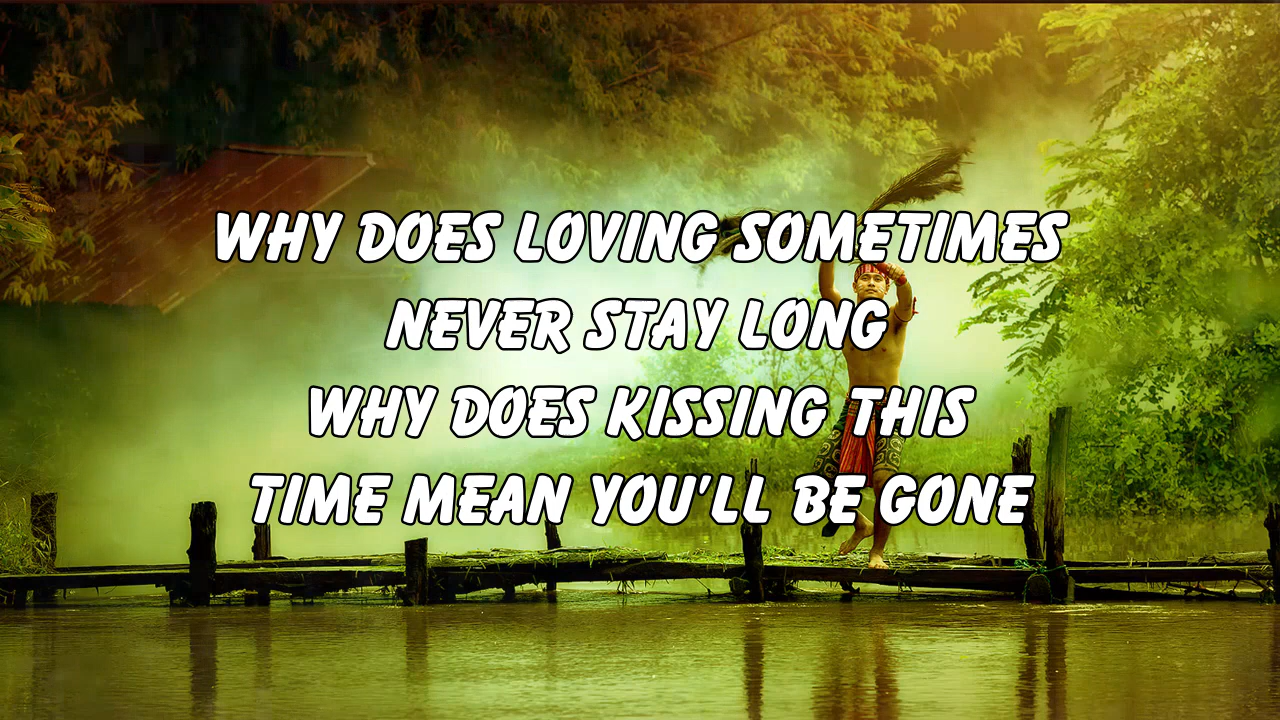 WHY DOES LOVING SOMETIMES
NEVER STAY LONG
WHY DOES KISSING THIS
TIME MEAN YOU'LL BE GONE